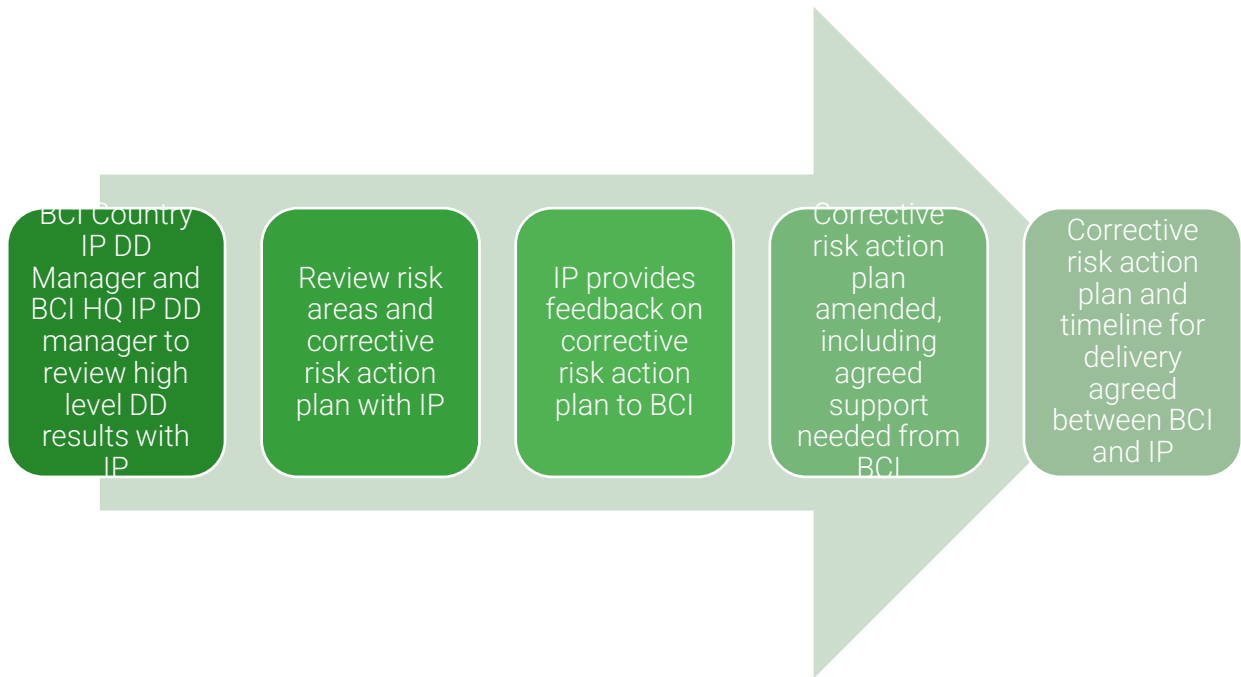 BCI Country
IP DD
Manager and
BCI HQ IP DD
manager to
review high
level DD
results with
IP
Review risk
areas and
corrective
risk action
plan with IP
IP provides
feedback on
corrective
risk action
plan to BCI
Corrective
risk action
plan
amended,
including
agreed
support
needed from
BCI
Corrective
risk action
plan and
timeline for
delivery
agreed
between BCI
and IP